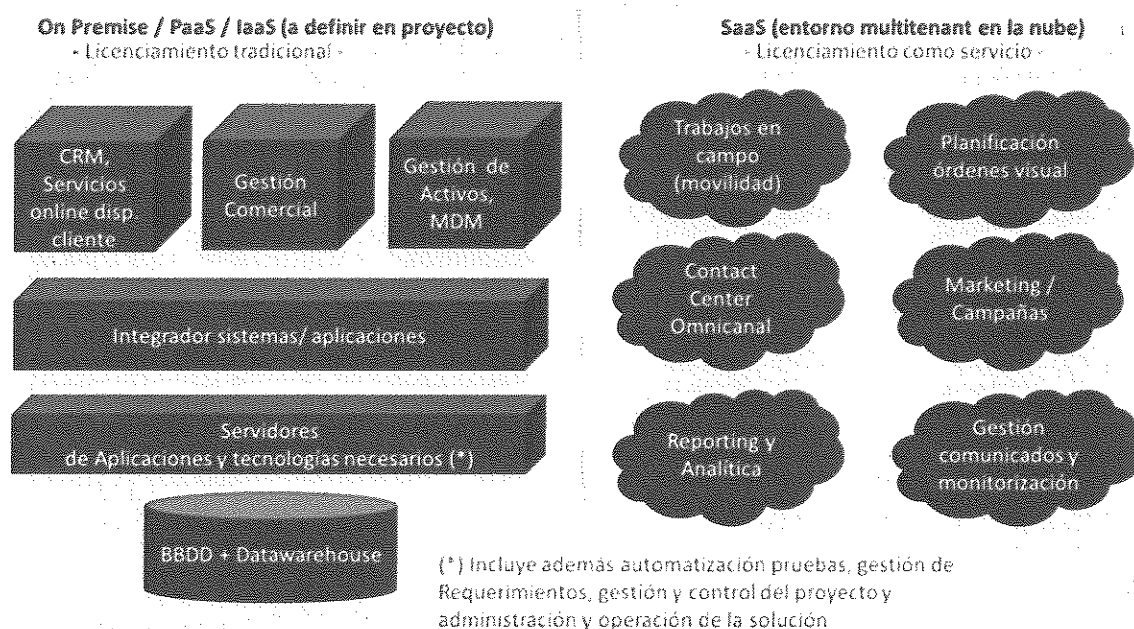 On Premise / PaaS / IaaS (a definir en proyecto)
- Licenciamiento tradicional -
CRM,
Servicios
online disp.
cliente
Gestión
Comercial
Gestión de
Activos,
MDM
Integrador sistemas/ aplicaciones
Servidores
de Aplicaciones y tecnologías necesarios (*)
BBDD + Datawarehouse
SaaS (entorno multitenant en la nube)
- Licenciamiento como servicio -
Trabajos en
campo
(movilidad)
Planificación
órdenes visual
Contact
Center
Omnicanal
Marketing /
Campañas
Reporting y
Analítica
Gestión
comunicados y
monitorización
(*) Incluye además automatización pruebas, gestión de
Requerimientos, gestión y control del proyecto y
administración y operación de la solución